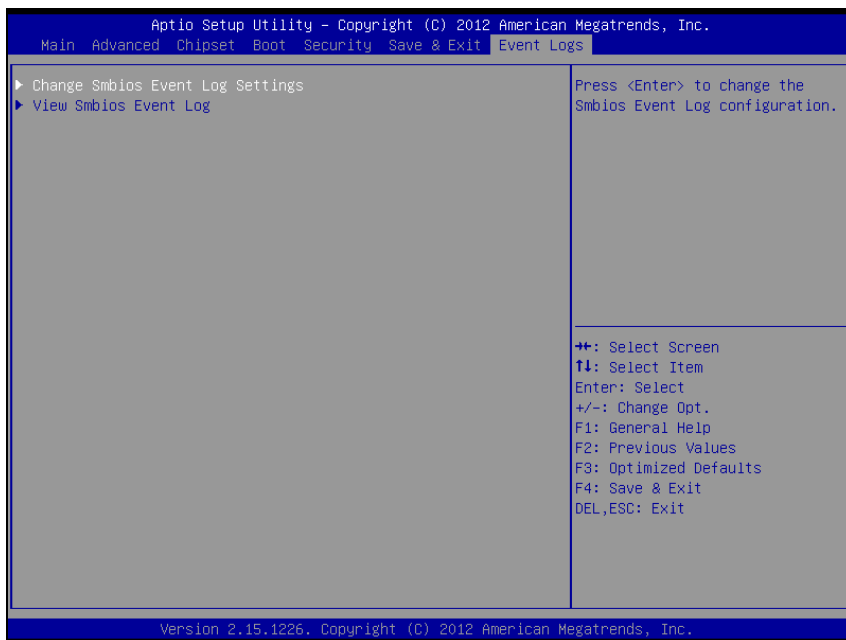 Aptio Setup Utility – Copyright (C) 2012 American Megatrends, Inc.
Main Advanced Chipset Boot Security Save & Exit Event Logs
▶ Change Smbios Event Log Settings
▶ View Smbios Event Log
Press <Enter> to change the
Smbios Event Log configuration.
→←: Select Screen
↑↓: Select Item
Enter: Select
+/-: Change Opt.
F1: General Help
F2: Previous Values
F3: Optimized Defaults
F4: Save & Exit
DEL,ESC: Exit
Version 2.15.1226. Copyright (C) 2012 American Megatrends, Inc.